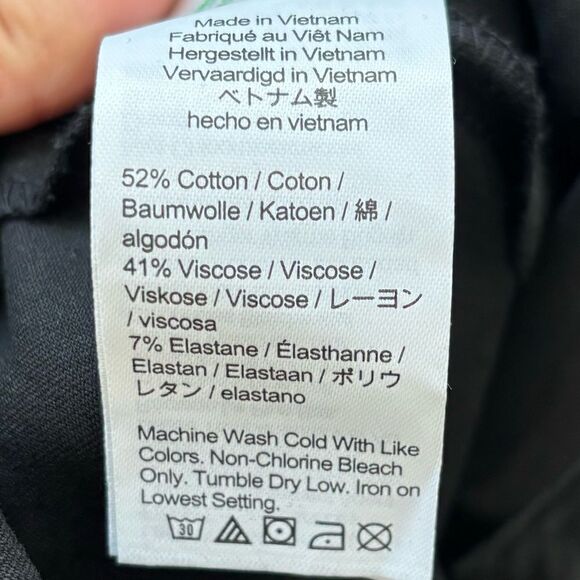 Made in Vietnam
Fabriqué au Viêt Nam
Hergestellt in Vietnam
Vervaardigd in Vietnam
ベトナム製
hecho en vietnam
52% Cotton / Coton /
Baumwolle / Katoen / 綿 /
algodón
41% Viscose / Viscose /
Viskose / Viscose / レーヨン
/ viscosa
7% Elastane / Élasthanne /
Elastan / Elastaan / ポリウ
レタン / elastano
Machine Wash Cold With Like
Colors. Non-Chlorine Bleach
Only. Tumble Dry Low. Iron on
Lowest Setting.
30